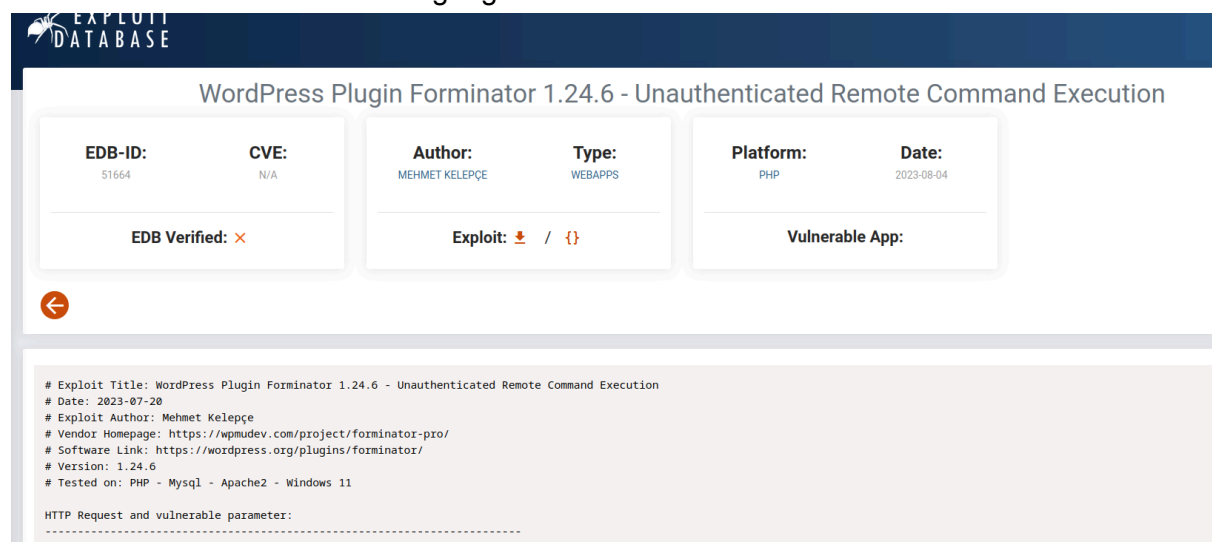 EXPLOIT
DATABASE
WordPress Plugin Forminator 1.24.6 - Unauthenticated Remote Command Execution
EDB-ID: CVE: Author: Type: Platform: Date:
51664 N/A MEHMET KELEPÇE WEBAPPS PHP 2023-08-04
EDB Verified: × Exploit: / {} Vulnerable App:
# Exploit Title: WordPress Plugin Forminator 1.24.6 - Unauthenticated Remote Command Execution
# Date: 2023-07-20
# Exploit Author: Mehmet Kelepçe
# Vendor Homepage: https://wpmudev.com/project/forminator-pro/
# Software Link: https://wordpress.org/plugins/forminator/
# Version: 1.24.6
# Tested on: PHP - Mysql - Apache2 - Windows 11
HTTP Request and vulnerable parameter:
-------------------------------------------------------------------------